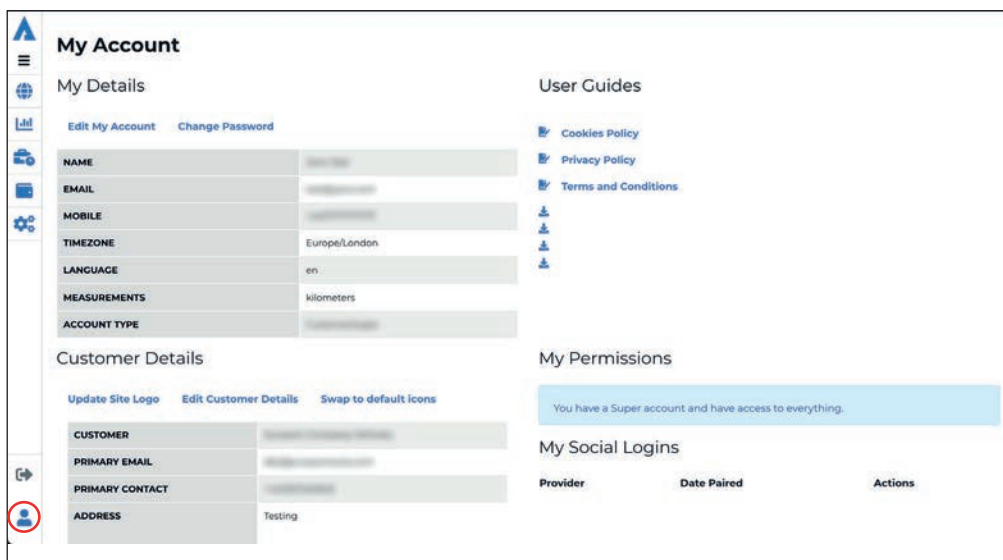 My Account
My Details
Edit My Account Change Password
NAME
EMAIL
MOBILE
TIMEZONE Europe/London
LANGUAGE en
MEASUREMENTS kilometers
ACCOUNT TYPE
User Guides
Cookies Policy
Privacy Policy
Terms and Conditions
Customer Details
Update Site Logo Edit Customer Details Swap to default icons
CUSTOMER
PRIMARY EMAIL
PRIMARY CONTACT
ADDRESS Testing
My Permissions
You have a Super account and have access to everything.
My Social Logins
Provider Date Paired Actions